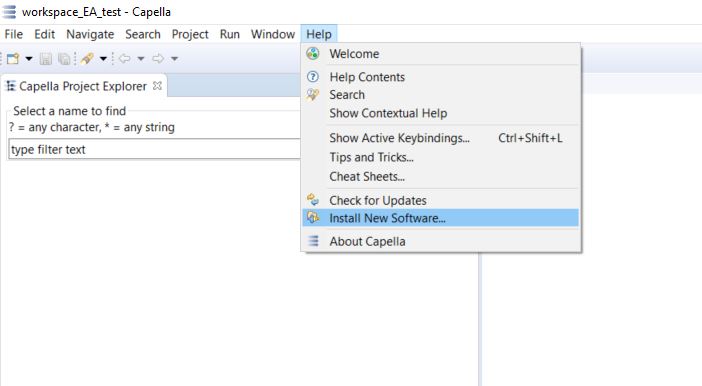 workspace_EA_test - Capella
File Edit Navigate Search Project Run Window Help
Welcome
Help Contents
Search
Show Contextual Help
Show Active Keybindings... Ctrl+Shift+L
Tips and Tricks...
Cheat Sheets...
Check for Updates
Install New Software...
About Capella
Capella Project Explorer
Select a name to find
? = any character, * = any string
type filter text